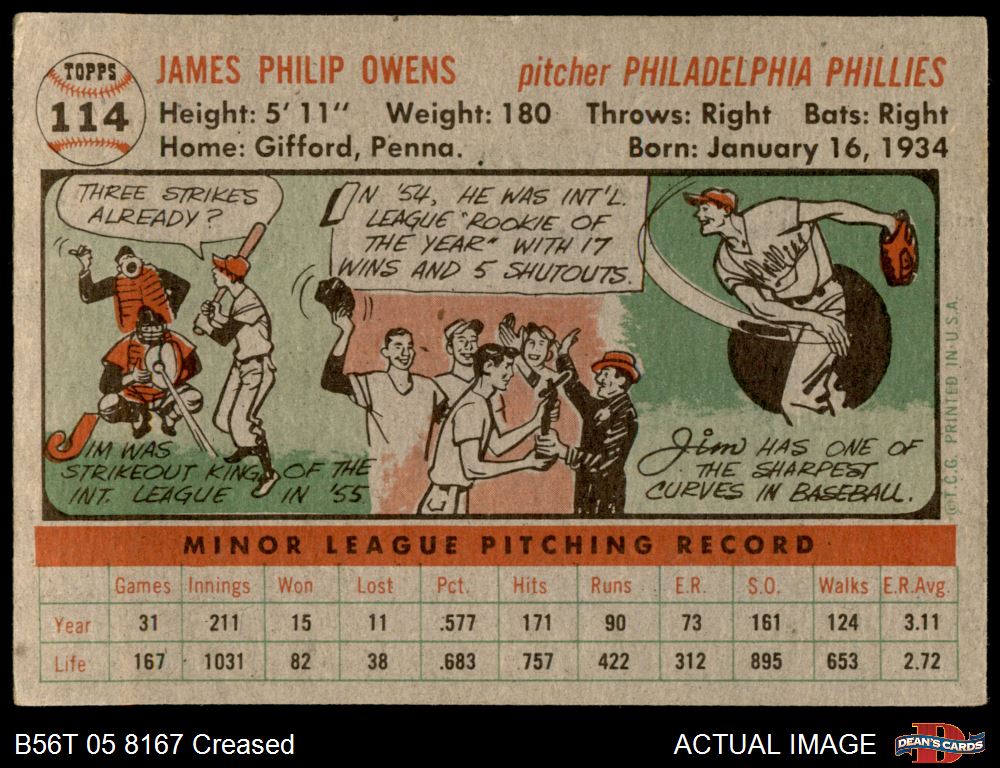 TOPPS
114
JAMES PHILIP OWENS pitcher PHILADELPHIA PHILLIES
Height: 5' 11" Weight: 180 Throws: Right Bats: Right
Home: Gifford, Penna. Born: January 16, 1934
THREE STRIKES
ALREADY?
IN '54, HE WAS INT'L.
LEAGUE "ROOKIE OF
THE YEAR" WITH 17
WINS AND 5 SHUTOUTS.
Phillies
JIM WAS
STRIKEOUT KING OF THE
INT. LEAGUE IN '55
Jim HAS ONE OF
THE SHARPEST
CURVES IN BASEBALL.
© T.C.G. PRINTED IN U.S.A.
MINOR LEAGUE PITCHING RECORD
Games Innings Won Lost Pct. Hits Runs E.R. S.O. Walks E.R.Avg.
Year 31 211 15 11 .577 171 90 73 161 124 3.11
Life 167 1031 82 38 .683 .757 422 312 895 653 2.72
B56T 05 8167 Creased ACTUAL IMAGE
DEAN'S CARDS